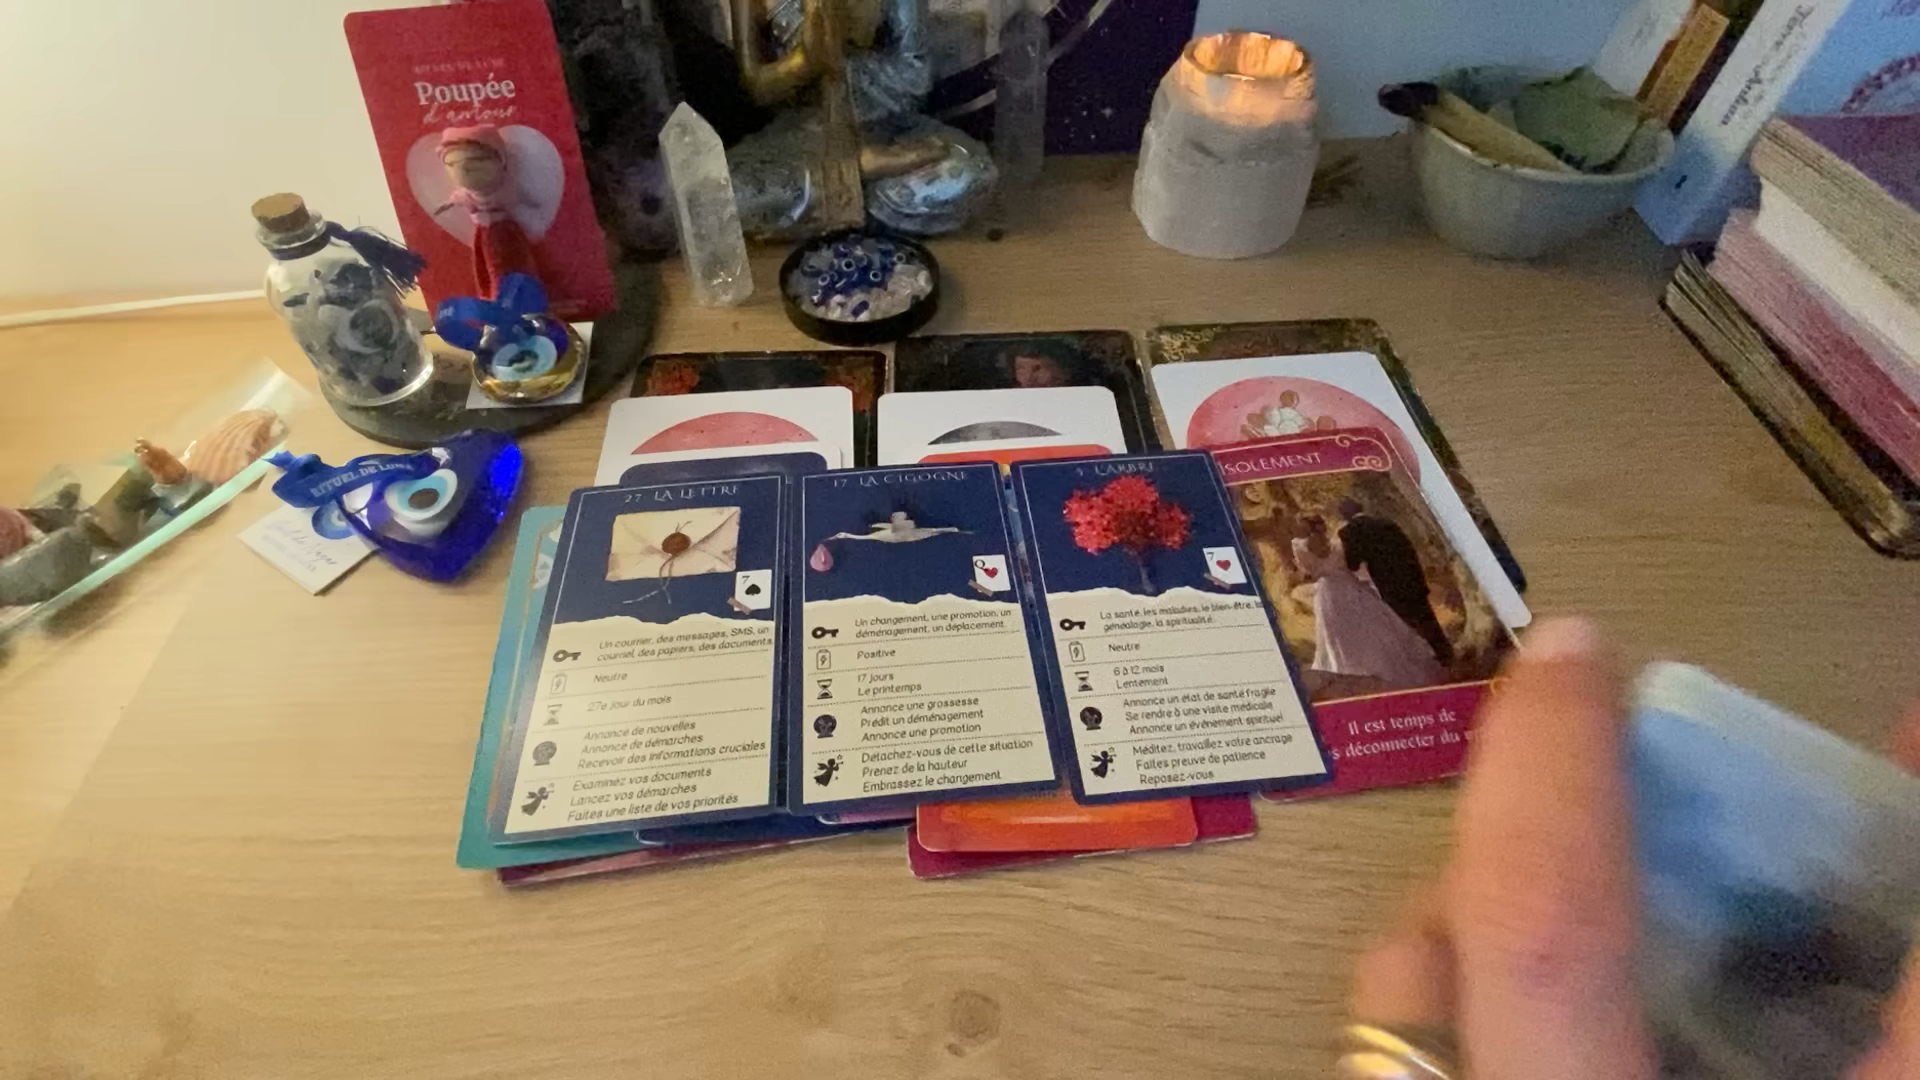 Poupée
d'amour
RITUEL DE LUNE
27 LA LETTRE
7
Un courrier, des messages, SMS, un
courriel, des papiers, des documents
Neutre
27e jour du mois
Annonce de nouvelles
Annonce de démarches
Recevoir des informations cruciales
Examinez vos documents
Lancez vos démarches
Faites une liste de vos priorités
17 LA CIGOGNE
Q
Un changement, une promotion, un
déménagement, un déplacement
Positive
17 jours
Le printemps
Annonce une grossesse
Prédit un déménagement
Annonce une promotion
Détachez-vous de cette situation
Prenez de la hauteur
Embrassez le changement
5 L'ARBRE
7
La santé, les maladies, le bien-être, la
généalogie, la spiritualité.
Neutre
6 à 12 mois
Lentement
Annonce un état de santé fragile
Se rendre à une visite médicale
Annonce un événement spirituel
Méditez, travaillez votre ancrage
Faites preuve de patience
Reposez-vous
ISOLEMENT
Il est temps de
s déconnecter du